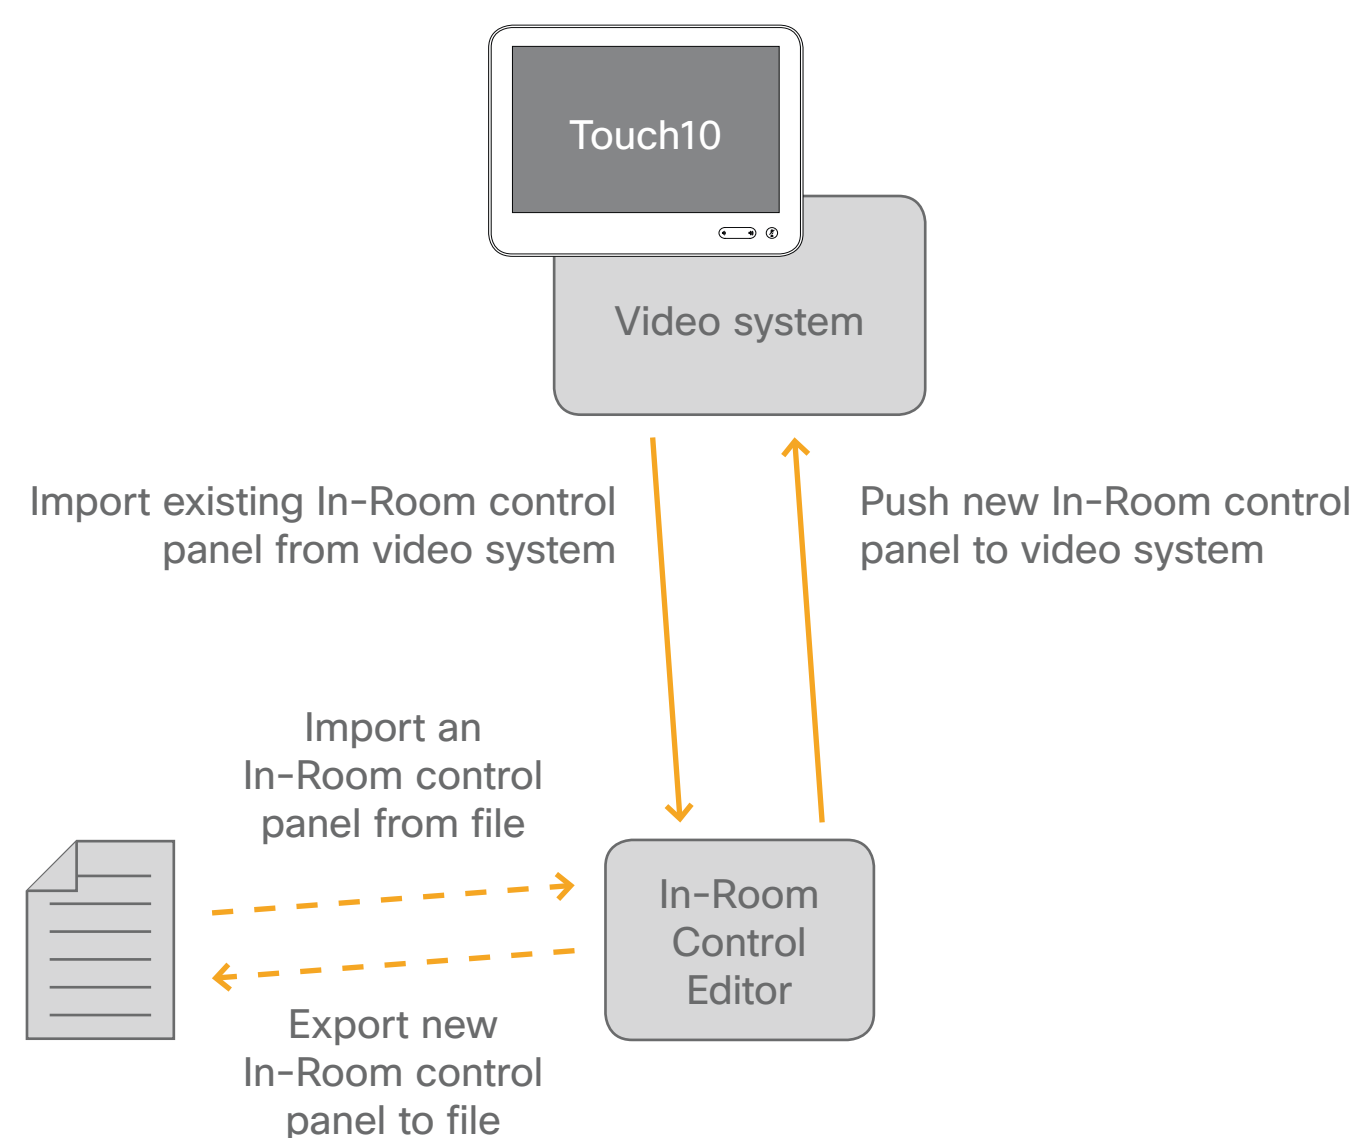 Touch10
Video system
Import existing In-Room control
panel from video system
Push new In-Room control
panel to video system
Import an
In-Room control
panel from file
In-Room
Control
Editor
Export new
In-Room control
panel to file